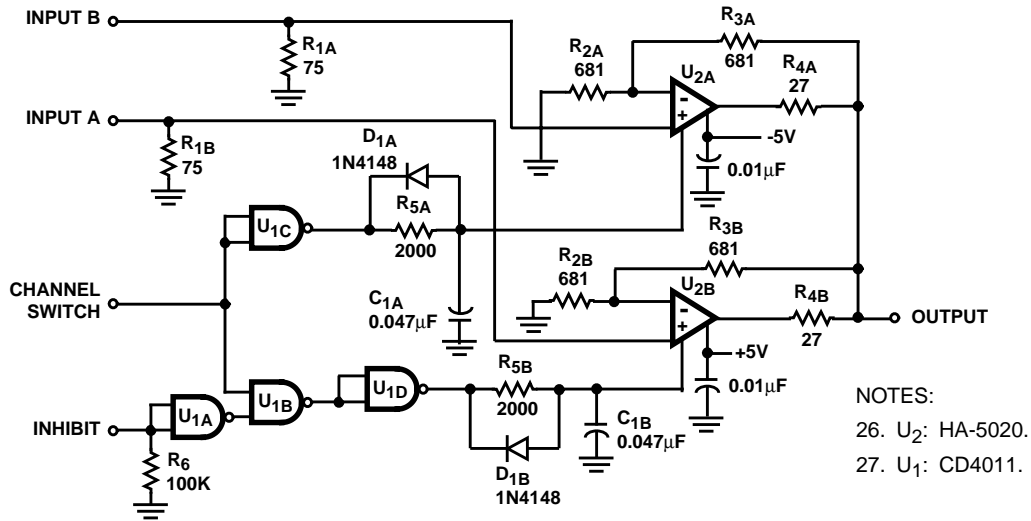 INPUT B
R1A
75
R3A
681
R2A
681
U2A
R4A
27
-
+
INPUT A
R1B
75
-5V
0.01µF
D1A
1N4148
R5A
2000
U1C
R3B
681
R2B
681
U2B
R4B
27
-
+
OUTPUT
C1A
0.047µF
CHANNEL
SWITCH
+5V
0.01µF
R5B
2000
U1D
U1B
U1A
C1B
0.047µF
INHIBIT
R6
100K
D1B
1N4148
NOTES:
26. U2: HA-5020.
27. U1: CD4011.